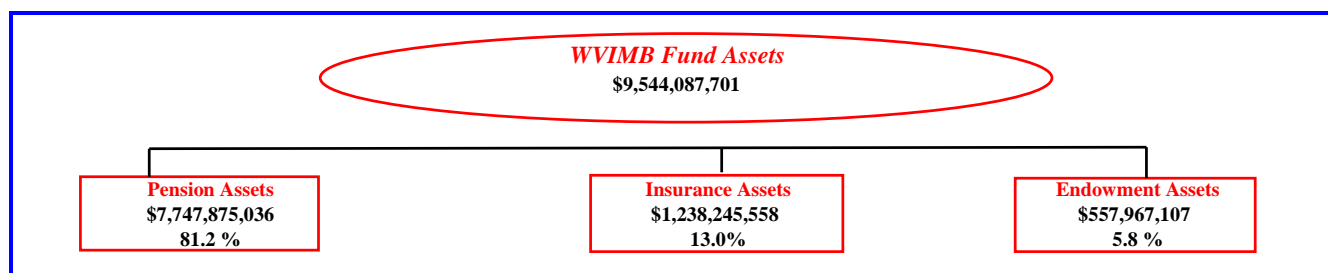 WVIMB Fund Assets
$9,544,087,701
Pension Assets
$7,747,875,036
81.2 %
Insurance Assets
$1,238,245,558
13.0%
Endowment Assets
$557,967,107
5.8 %